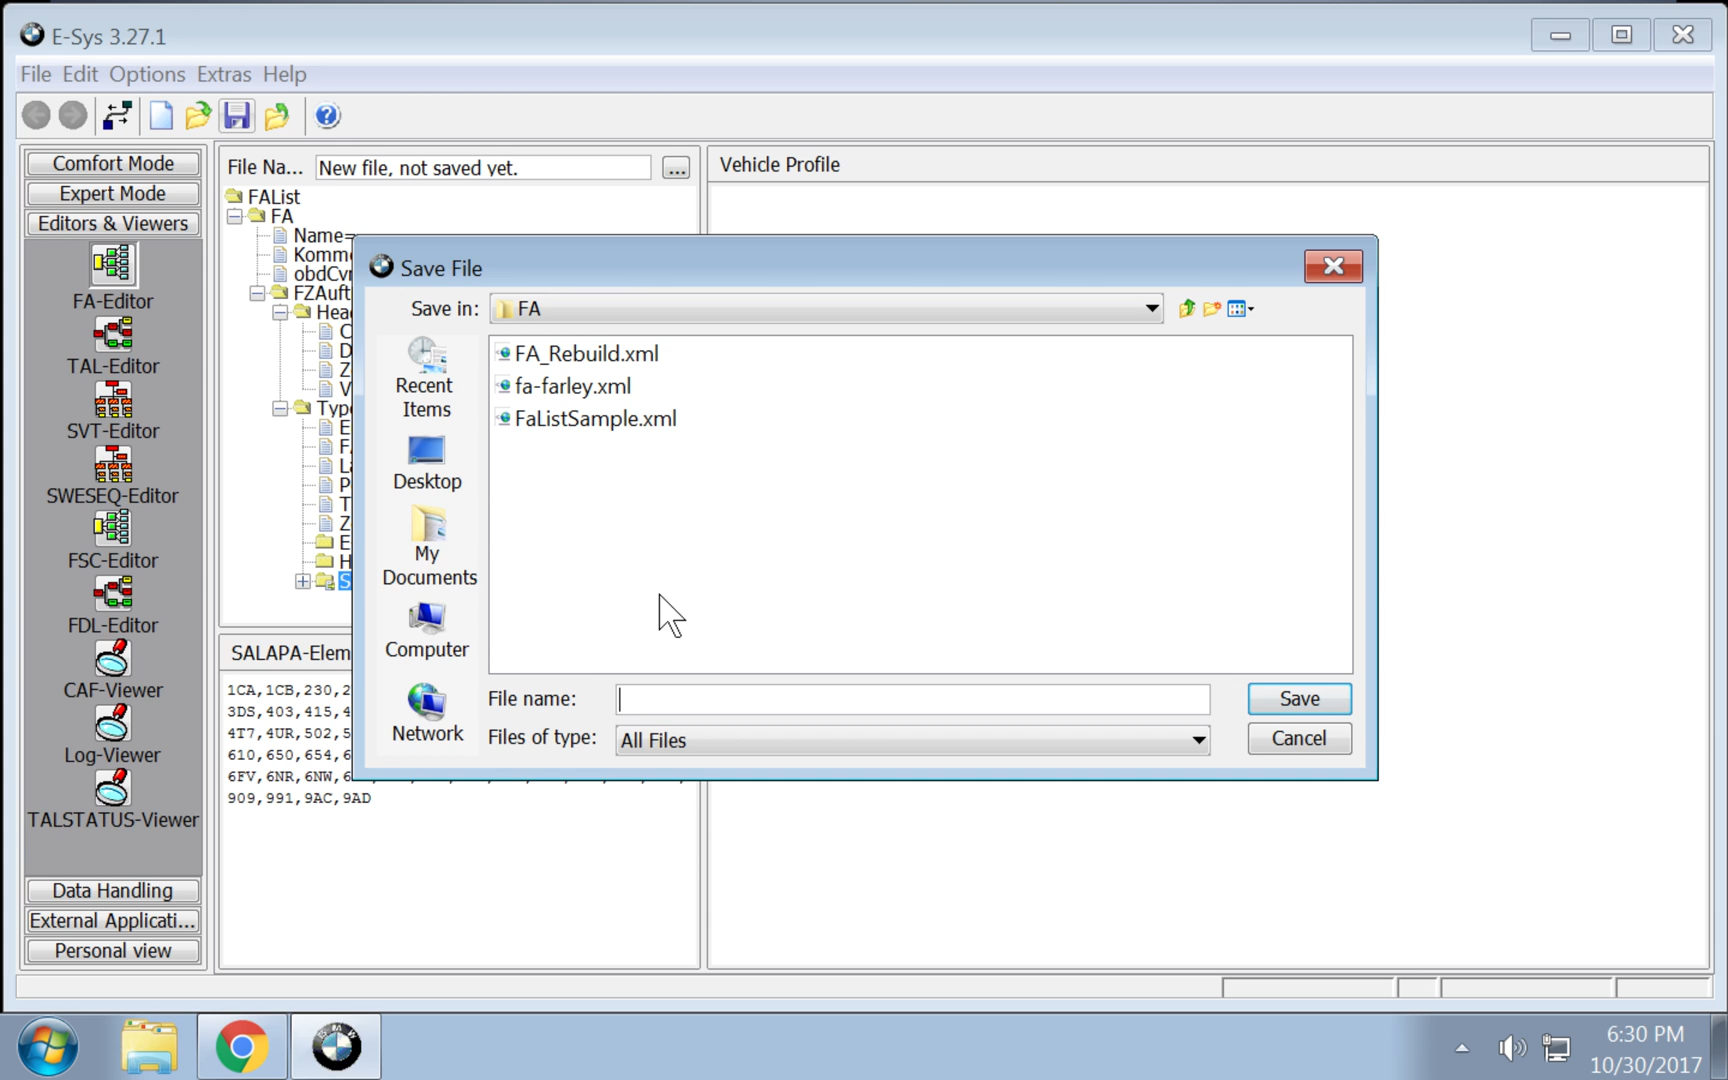 E-Sys 3.27.1
File Edit Options Extras Help
Comfort Mode
Expert Mode
Editors & Viewers
FA-Editor
TAL-Editor
SVT-Editor
SWESEQ-Editor
FSC-Editor
FDL-Editor
CAF-Viewer
Log-Viewer
TALSTATUS-Viewer
Data Handling
External Applicati...
Personal view
File Na... New file, not saved yet. ...
FAList
FA
Name=
Komme
obdCvr
FZAuft
Head
C
D
Z
V
Type
E
F
La
P
T
Z
E
H
S
SALAPA-Elem
1CA,1CB,230,2
3DS,403,415,4
4T7,4UR,502,5
610,650,654,6
6FV,6NR,6NW,6
909,991,9AC,9AD
Vehicle Profile
Save File
Save in: FA
Recent
Items
Desktop
My
Documents
Computer
Network
FA_Rebuild.xml
fa-farley.xml
FaListSample.xml
File name:
Save
Files of type: All Files
Cancel
6:30 PM
10/30/2017